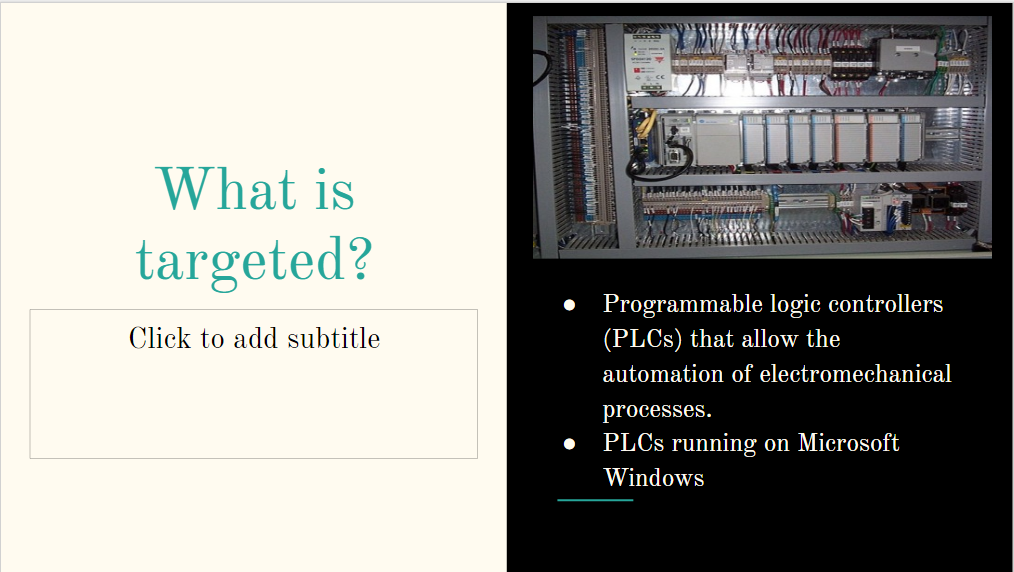 What is
targeted?
Click to add subtitle
● Programmable logic controllers
(PLCs) that allow the
automation of electromechanical
processes.
● PLCs running on Microsoft
Windows